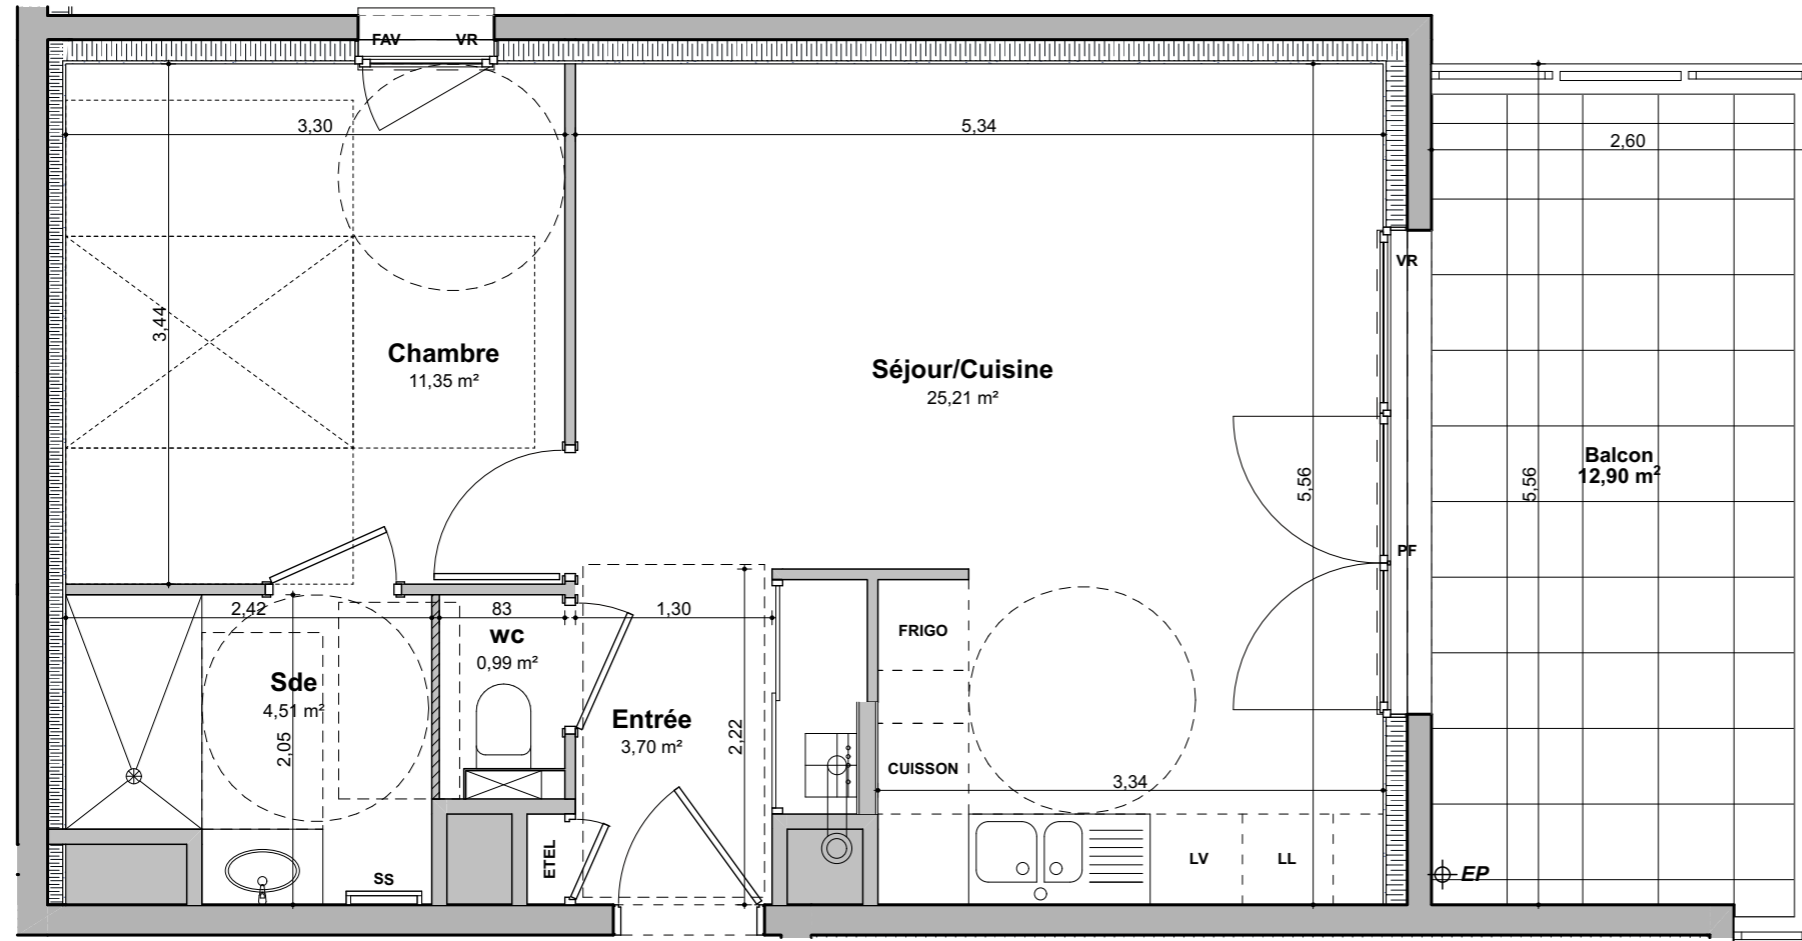 FAV VR
3,30
5,34
2,60
VR
3,44
Chambre
11,35 m²
Séjour/Cuisine
25,21 m²
5,56
5,56
Balcon
12,90 m²
PF
2,42
83
1,30
wc
0,99 m²
FRIGO
Sde
4,51 m²
2,05
Entrée
3,70 m²
2,22
CUISSON
3,34
ETEL
SS
LV
LL
EP